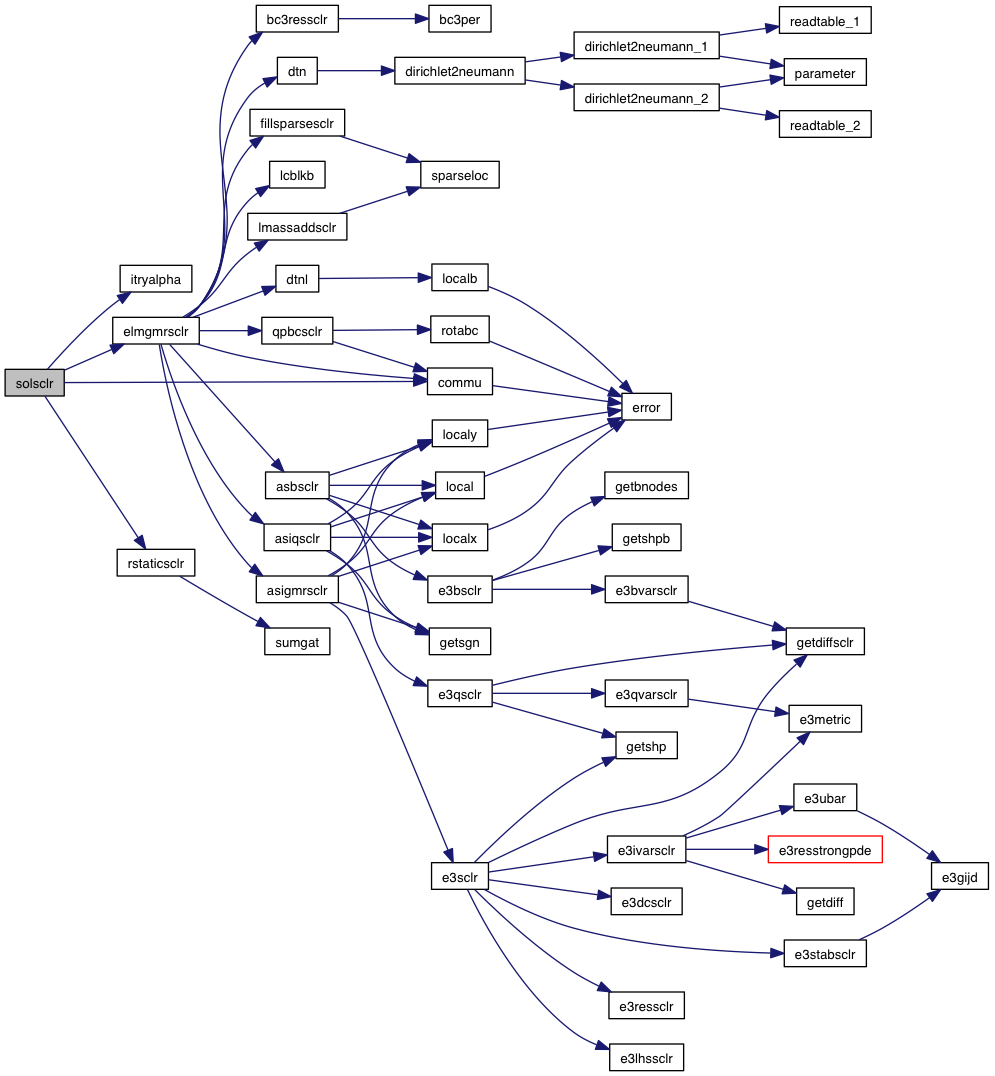 bc3ressclr
bc3per
readtable_1
dtn
dirichlet2neumann
dirichlet2neumann_1
parameter
dirichlet2neumann_2
readtable_2
fillsparsesclr
lcblkb
sparseloc
lmassaddsclr
itryalpha
dtnl
localb
elmgmrsclr
qpbcsclr
rotabc
solsclr
commu
error
localy
asbsclr
local
getbnodes
asiqsclr
localx
getshpb
rstaticsclr
asigmrsclr
e3bsclr
e3bvarsclr
sumgat
getsgn
getdiffsclr
e3qsclr
e3qvarsclr
e3metric
getshp
e3ubar
e3ivarsclr
e3resstrongpde
e3sclr
e3gijd
e3dcsclr
getdiff
e3stabsclr
e3ressclr
e3lhssclr